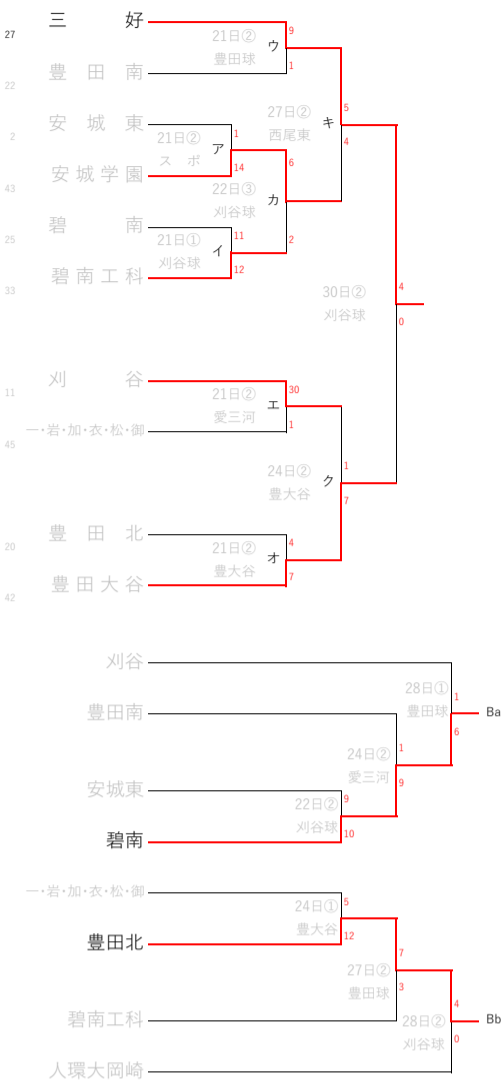 三好
27
9
21日②
ウ
豊田球
1
豊田南
22
5
27日②
キ
西尾東
4
安城東
2
1
21日②
ア
スポ
14
安城学園
43
6
22日③
カ
刈谷球
2
碧南
25
11
21日①
イ
刈谷球
12
碧南工科
33
4
30日②
刈谷球
0
刈谷
11
30
21日②
エ
愛三河
1
一・岩・加・衣・松・御
45
1
24日②
ク
豊大谷
7
豊田北
20
4
21日②
オ
豊大谷
7
豊田大谷
42
刈谷
28日①
1
豊田球
Ba
6
豊田南
24日②
1
愛三河
9
安城東
22日②
9
刈谷球
10
碧南
一・岩・加・衣・松・御
24日①
5
豊大谷
12
豊田北
7
27日②
3
豊田球
碧南工科
4
28日②
Bb
刈谷球
0
人環大岡崎